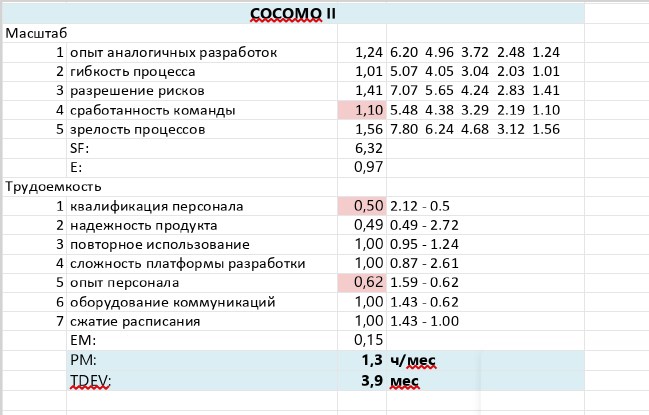 COCOMO II
Масштаб
1 опыт аналогичных разработок 1,24 6.20 4.96 3.72 2.48 1.24
2 гибкость процесса 1,01 5.07 4.05 3.04 2.03 1.01
3 разрешение рисков 1,41 7.07 5.65 4.24 2.83 1.41
4 сработанность команды 1,10 5.48 4.38 3.29 2.19 1.10
5 зрелость процессов 1,56 7.80 6.24 4.68 3.12 1.56
SF: 6,32
E: 0,97
Трудоемкость
1 квалификация персонала 0,50 2.12 - 0.5
2 надежность продукта 0,49 0.49 - 2.72
3 повторное использование 1,00 0.95 - 1.24
4 сложность платформы разработки 1,00 0.87 - 2.61
5 опыт персонала 0,62 1.59 - 0.62
6 оборудование коммуникаций 1,00 1.43 - 0.62
7 сжатие расписания 1,00 1.43 - 1.00
EM: 0,15
PM: 1,3 ч/мес
TDEV: 3,9 мес